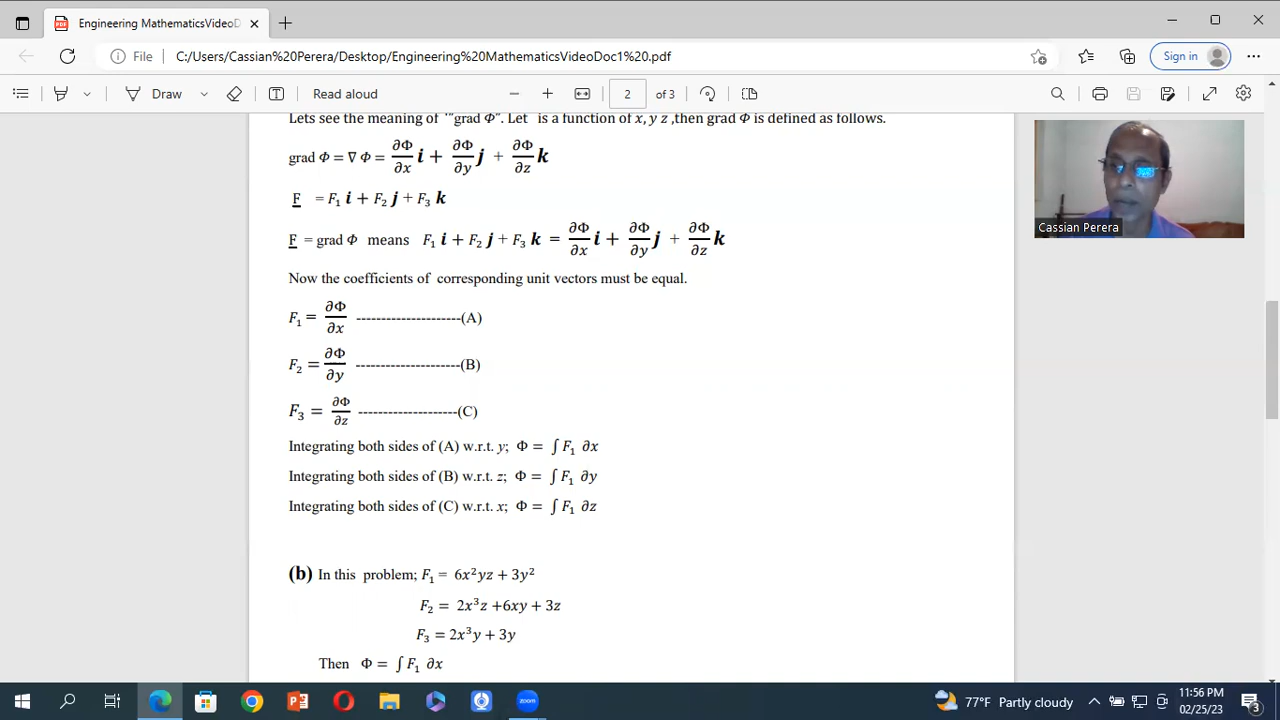 Engineering MathematicsVideoD
File
C:/Users/Cassian%20Perera/Desktop/Engineering%20MathematicsVideoDoc1%20.pdf
Sign in
Draw
Read aloud
2 of 3
Lets see the meaning of '"grad Φ". Let is a function of x, y z ,then grad Φ is defined as follows.
grad Φ = ∇ Φ = ∂Φ/∂x i + ∂Φ/∂y j + ∂Φ/∂z k
F = F₁ i + F₂ j + F₃ k
F = grad Φ means F₁ i + F₂ j + F₃ k = ∂Φ/∂x i + ∂Φ/∂y j + ∂Φ/∂z k
Now the coefficients of corresponding unit vectors must be equal.
F₁ = ∂Φ/∂x ---------------------(A)
F₂ = ∂Φ/∂y ---------------------(B)
F₃ = ∂Φ/∂z --------------------(C)
Integrating both sides of (A) w.r.t. y; Φ = ∫ F₁ ∂x
Integrating both sides of (B) w.r.t. z; Φ = ∫ F₁ ∂y
Integrating both sides of (C) w.r.t. x; Φ = ∫ F₁ ∂z
(b) In this problem; F₁ = 6x²yz + 3y²
F₂ = 2x³z +6xy + 3z
F₃ = 2x³y + 3y
Then Φ = ∫ F₁ ∂x
Cassian Perera
zoom
77°F Partly cloudy
11:56 PM
02/25/23
3